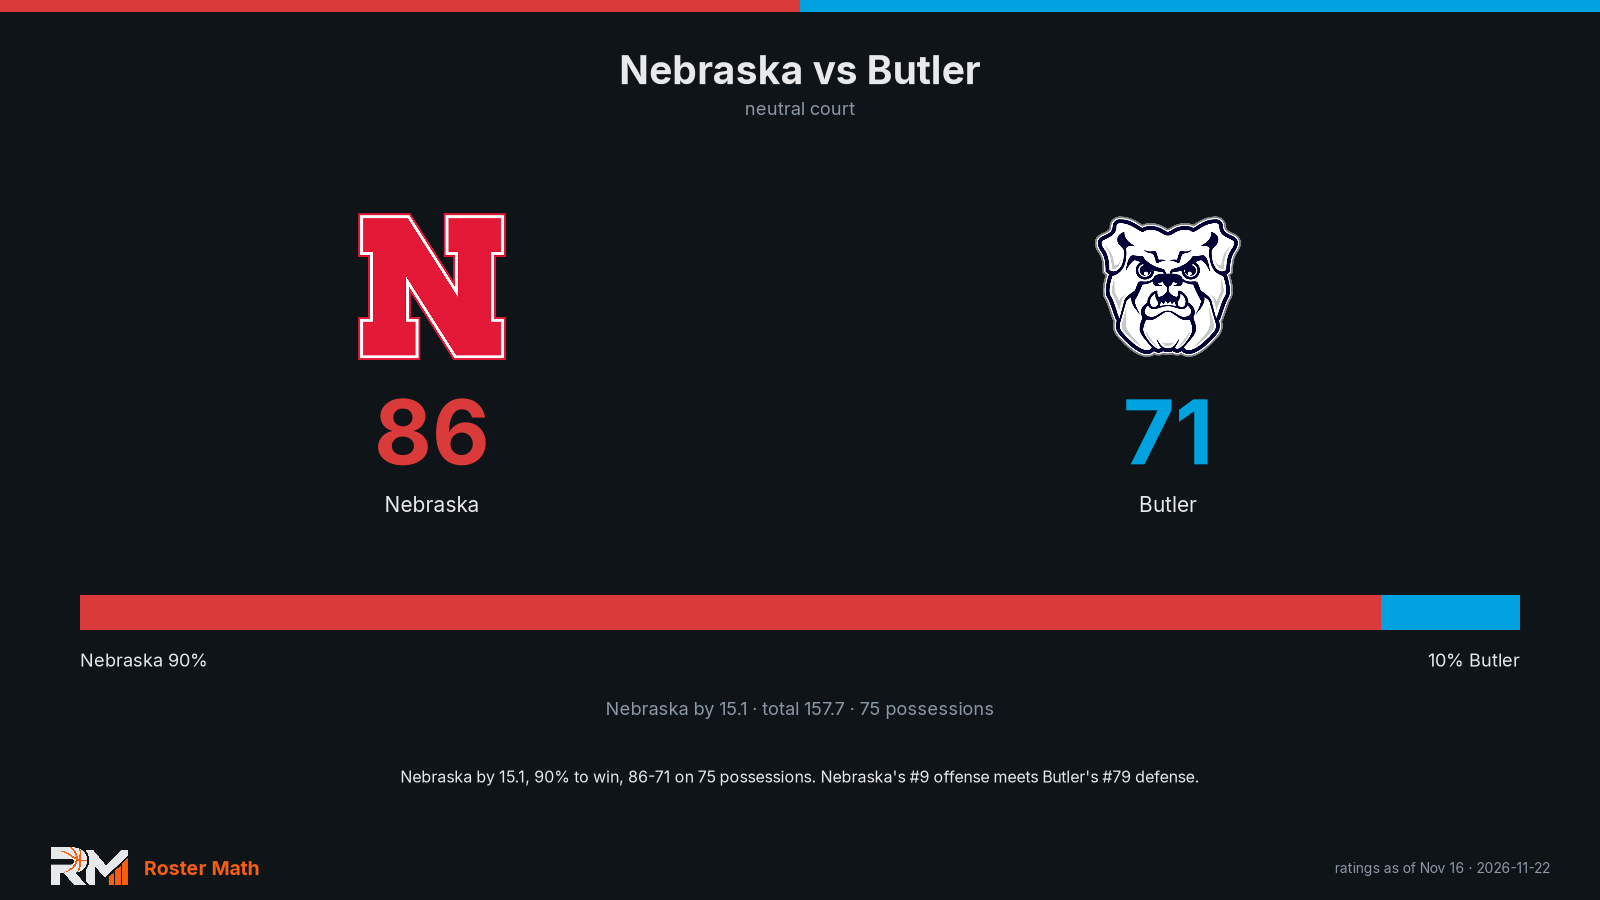 Nebraska vs Butler
neutral court
N
86
71
Nebraska
Butler
Nebraska 90%
10% Butler
Nebraska by 15.1 · total 157.7 · 75 possessions
Nebraska by 15.1, 90% to win, 86-71 on 75 possessions. Nebraska's #9 offense meets Butler's #79 defense.
RM Roster Math
ratings as of Nov 16 · 2026-11-22